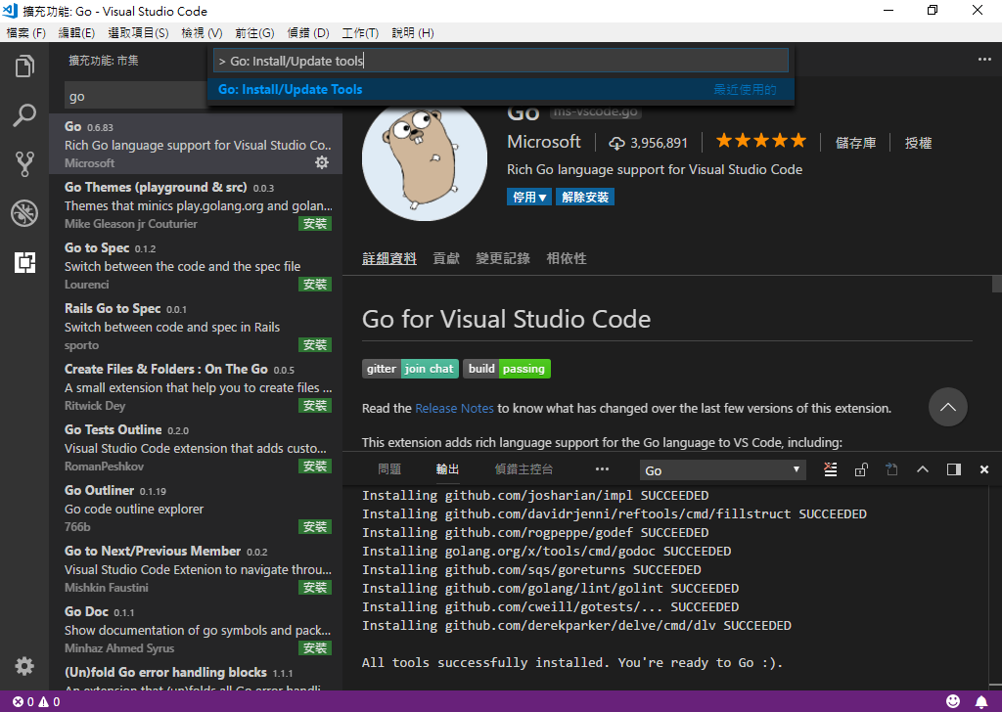 擴充功能: Go - Visual Studio Code
檔案 (F) 編輯(E) 選取項目(S) 檢視 (V) 前往(G) 偵錯 (D) 工作(T) 說明 (H)
擴充功能: 市集
> Go: Install/Update tools
Go: Install/Update Tools 最近使用的
go
Go 0.6.83
Rich Go language support for Visual Studio Co..
Microsoft
Go Themes (playground & src) 0.0.3
Themes that minics play.golang.org and golan...
Mike Gleason jr Couturier 安裝
Go to Spec 0.1.2
Switch between the code and the spec file
Lourenci 安裝
Rails Go to Spec 0.0.1
Switch between code and spec in Rails
sporto 安裝
Create Files & Folders : On The Go 0.0.5
A small extension that help you to create files ...
Ritwick Dey 安裝
Go Tests Outline 0.2.0
Visual Studio Code extension that adds custo...
RomanPeshkov 安裝
Go Outliner 0.1.19
Go code outline explorer
766b 安裝
Go to Next/Previous Member 0.0.2
Visual Studio Code Extenion to navigate throu...
Mishkin Faustini 安裝
Go Doc 0.1.1
Show documentation of go symbols and pack...
Minhaz Ahmed Syrus 安裝
(Un)fold Go error handling blocks 1.1.1
An extension that (un)folds all Go error handli
Go ms-vscode.go
Microsoft 3,956,891 儲存庫 授權
Rich Go language support for Visual Studio Code
停用▼ 解除安裝
詳細資料 貢獻 變更記錄 相依性
Go for Visual Studio Code
gitter join chat build passing
Read the Release Notes to know what has changed over the last few versions of this extension.
This extension adds rich language support for the Go language to VS Code, including:
問題 輸出 偵錯主控台 ••• Go
Installing github.com/josharian/impl SUCCEEDED
Installing github.com/davidrjenni/reftools/cmd/fillstruct SUCCEEDED
Installing github.com/rogpeppe/godef SUCCEEDED
Installing golang.org/x/tools/cmd/godoc SUCCEEDED
Installing github.com/sqs/goreturns SUCCEEDED
Installing github.com/golang/lint/golint SUCCEEDED
Installing github.com/cweill/gotests/... SUCCEEDED
Installing github.com/derekparker/delve/cmd/dlv SUCCEEDED
All tools successfully installed. You're ready to Go :).
0 0